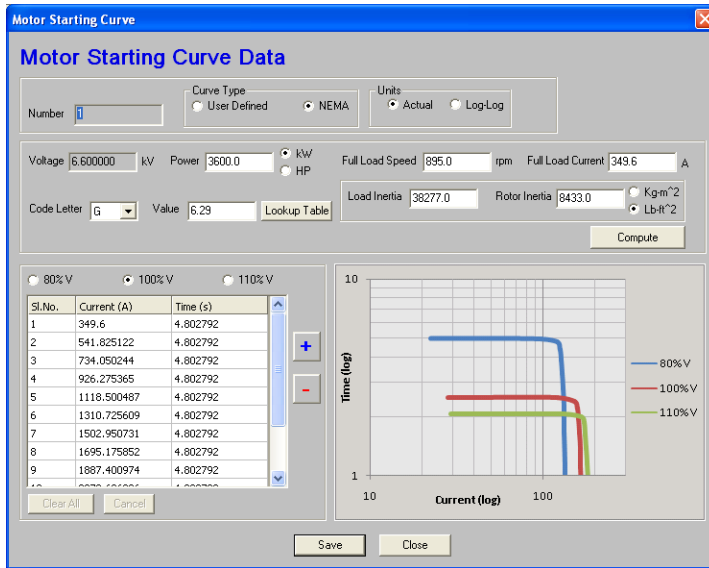 Motor Starting Curve
Motor Starting Curve Data
Number 1
Curve Type
User Defined NEMA
Units
Actual Log-Log
Voltage 6.600000 kV Power 3600.0 kW HP
Full Load Speed 895.0 rpm Full Load Current 349.6 A
Code Letter G Value 6.29 Lookup Table
Load Inertia 38277.0 Rotor Inertia 8433.0 Kg-m^2 Lb-ft^2
Compute
80%V 100%V 110%V
Sl.No. Current (A) Time (s)
1 349.6 4.802792
2 541.825122 4.802792
3 734.050244 4.802792
4 926.275365 4.802792
5 1118.500487 4.802792
6 1310.725609 4.802792
7 1502.950731 4.802792
8 1695.175852 4.802792
9 1887.400974 4.802792
+
-
Clear All Cancel
10
Time (log)
1
10 100
Current (log)
80%V
100%V
110%V
Save Close